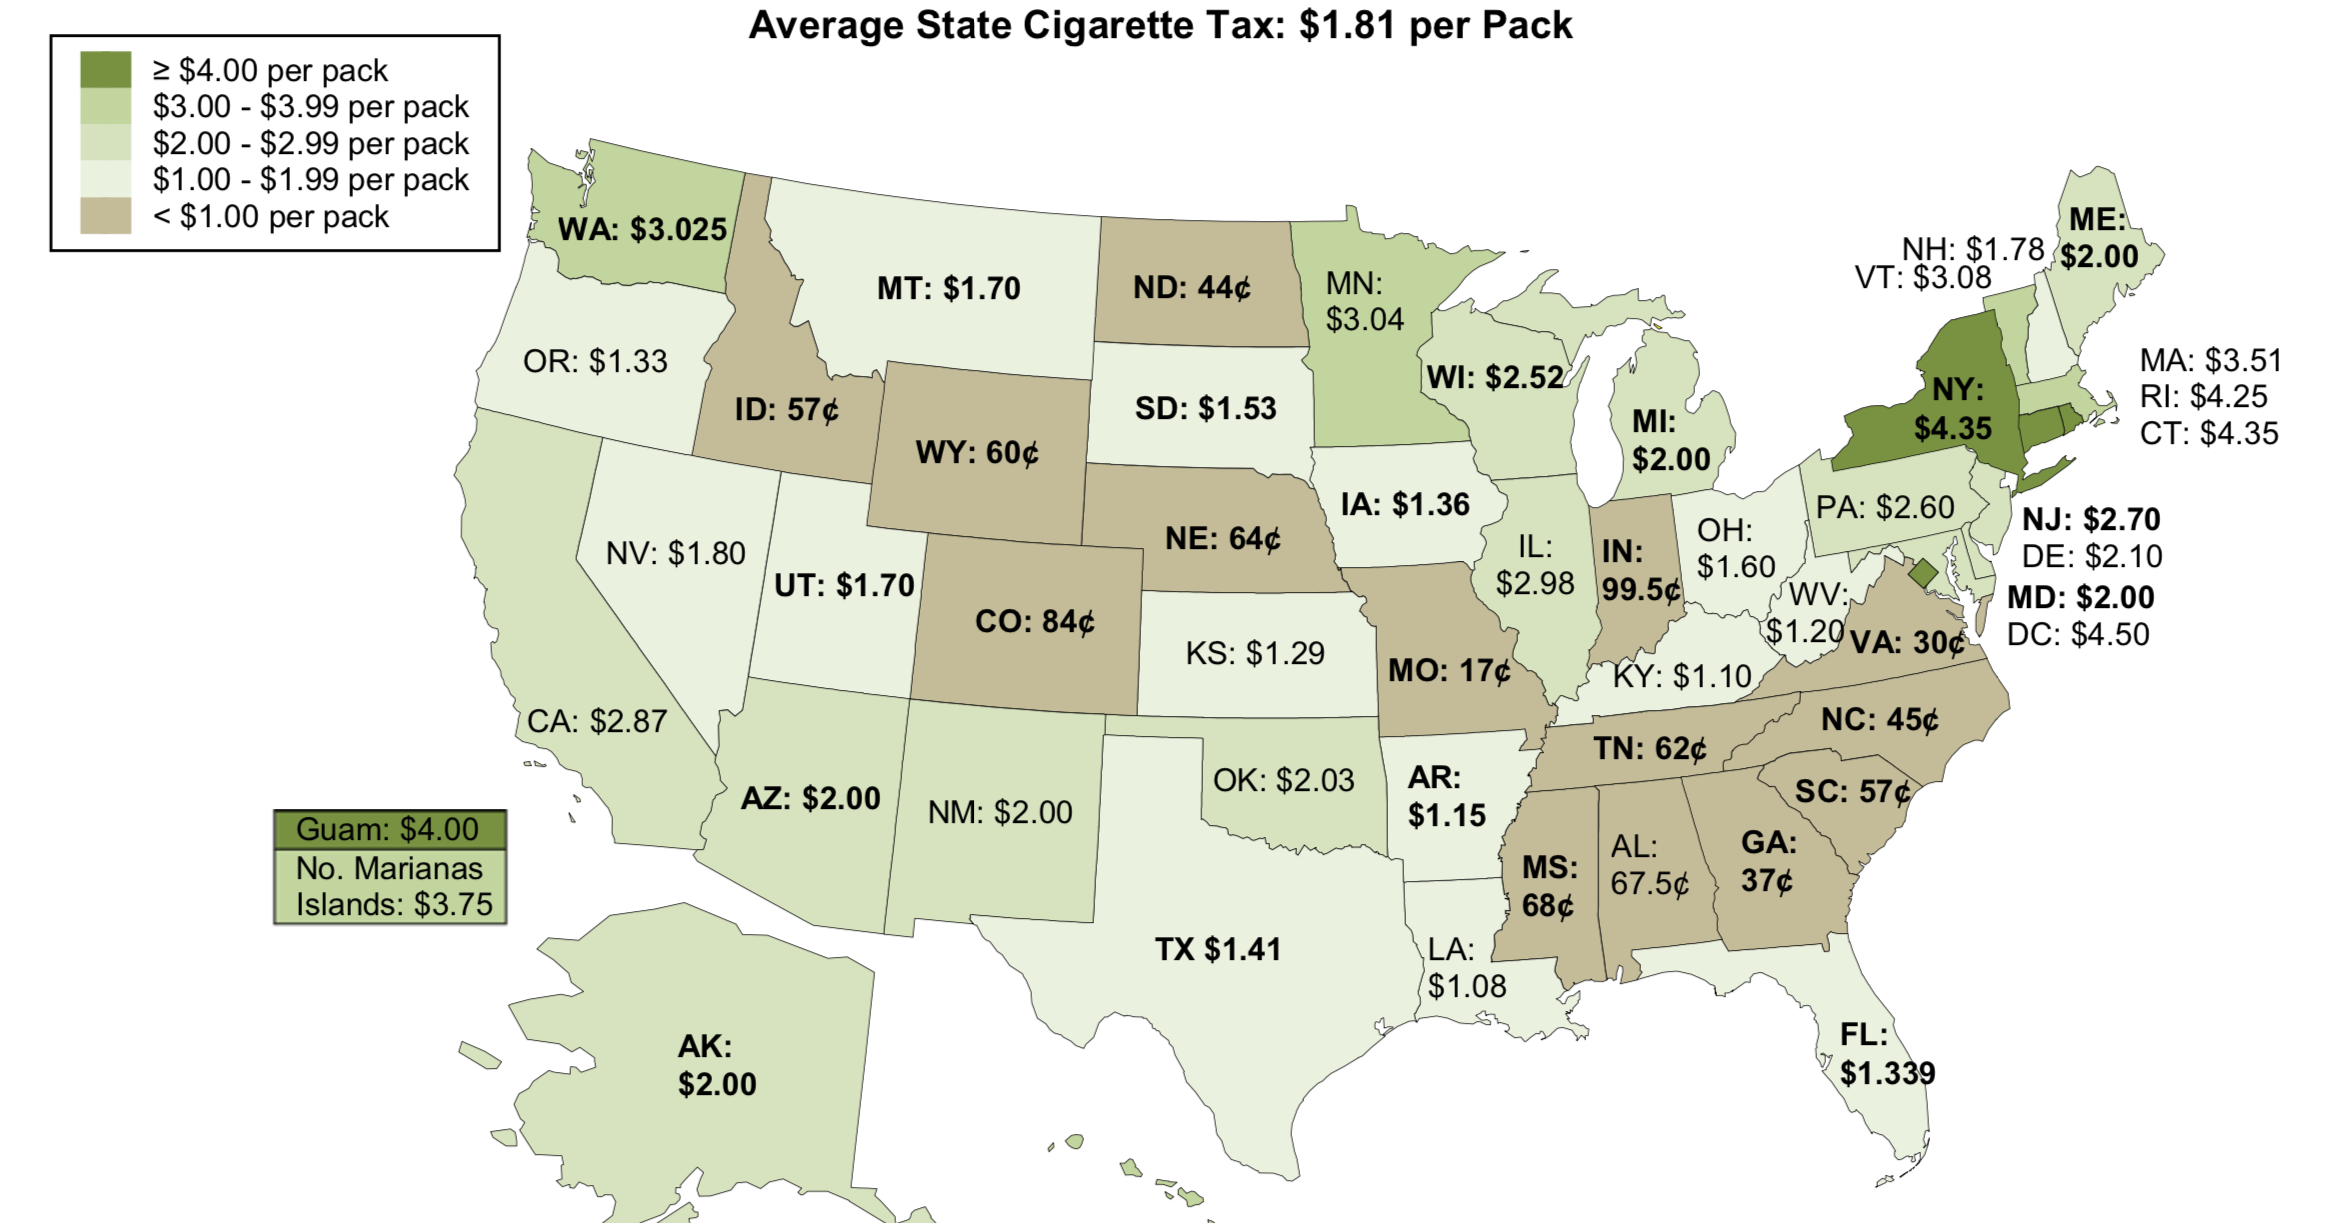 Average State Cigarette Tax: $1.81 per Pack
≥ $4.00 per pack
$3.00 - $3.99 per pack
$2.00 - $2.99 per pack
$1.00 - $1.99 per pack
< $1.00 per pack
WA: $3.025
MT: $1.70
ND: 44¢
MN:
$3.04
OR: $1.33
ID: 57¢
WY: 60¢
SD: $1.53
WI: $2.52
MI:
$2.00
NY:
$4.35
NH: $1.78
VT: $3.08
ME:
$2.00
MA: $3.51
RI: $4.25
CT: $4.35
NV: $1.80
UT: $1.70
CO: 84¢
NE: 64¢
IA: $1.36
IL:
$2.98
IN:
99.5¢
OH:
$1.60
PA: $2.60
NJ: $2.70
DE: $2.10
MD: $2.00
DC: $4.50
WV:
$1.20
VA: 30¢
KS: $1.29
MO: 17¢
KY: $1.10
CA: $2.87
AZ: $2.00
NM: $2.00
OK: $2.03
AR:
$1.15
TN: 62¢
NC: 45¢
SC: 57¢
MS:
68¢
AL:
67.5¢
GA:
37¢
TX $1.41
LA:
$1.08
FL:
$1.339
Guam: $4.00
No. Marianas
Islands: $3.75
AK:
$2.00